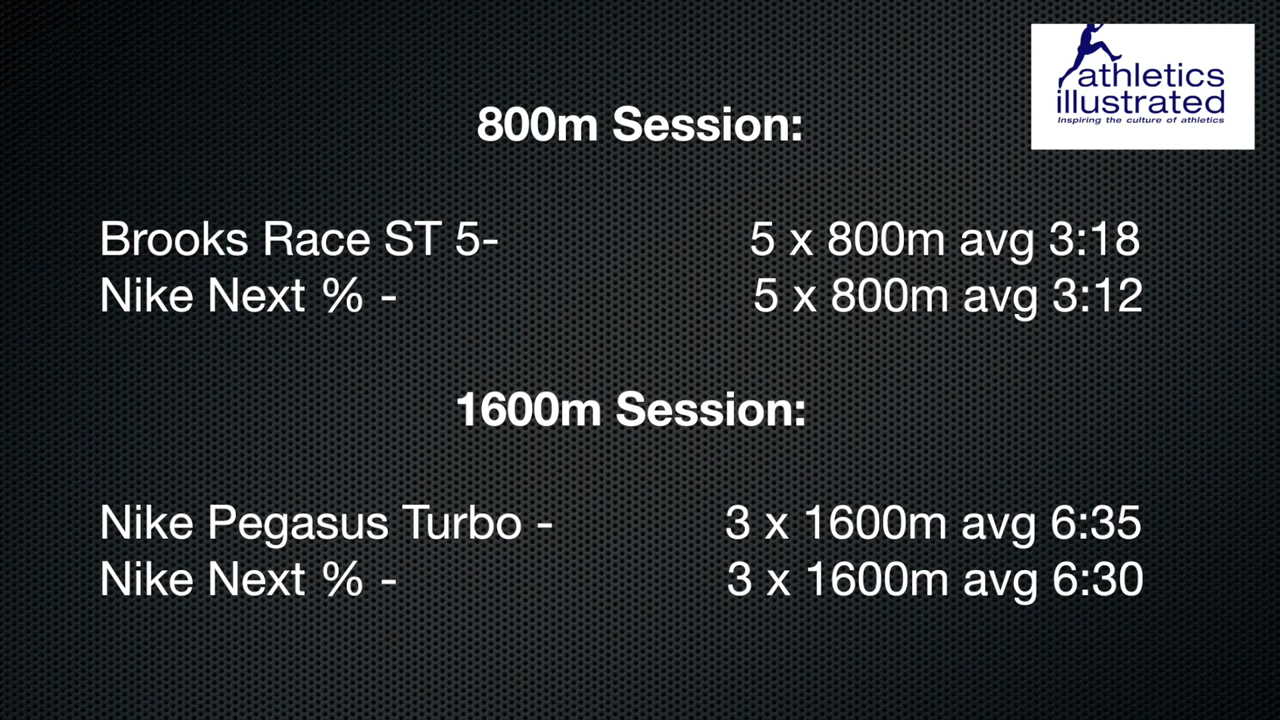 athletics
illustrated
Inspiring the culture of athletics
800m Session:
Brooks Race ST 5- 5 x 800m avg 3:18
Nike Next % - 5 x 800m avg 3:12
1600m Session:
Nike Pegasus Turbo - 3 x 1600m avg 6:35
Nike Next % - 3 x 1600m avg 6:30